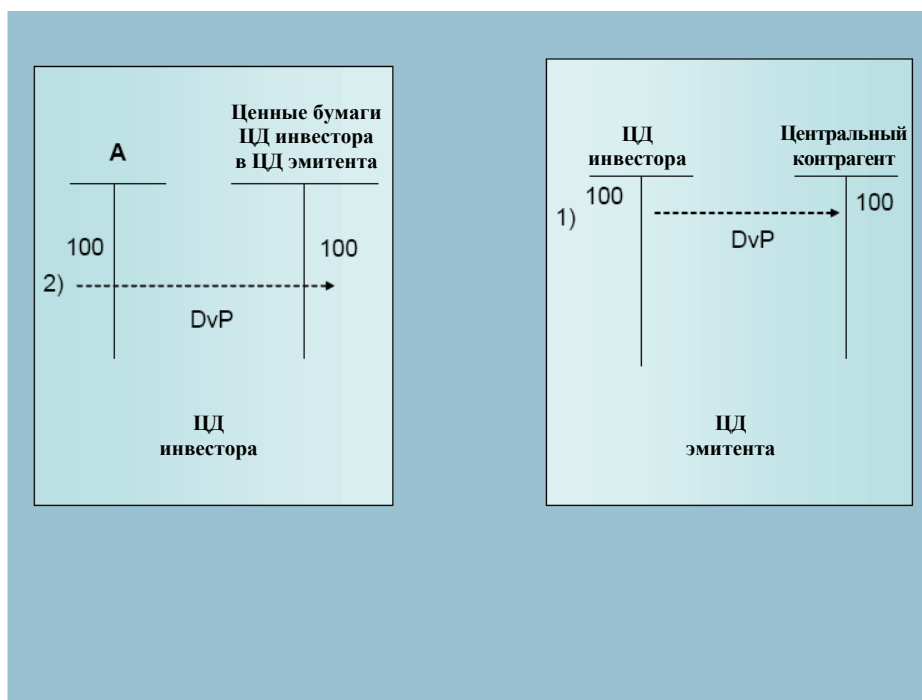 А
Ценные бумаги
ЦД инвестора
в ЦД эмитента
100
100
2)
DvP
ЦД
инвестора
ЦД
инвестора
Центральный
контрагент
100
100
1)
DvP
ЦД
эмитента